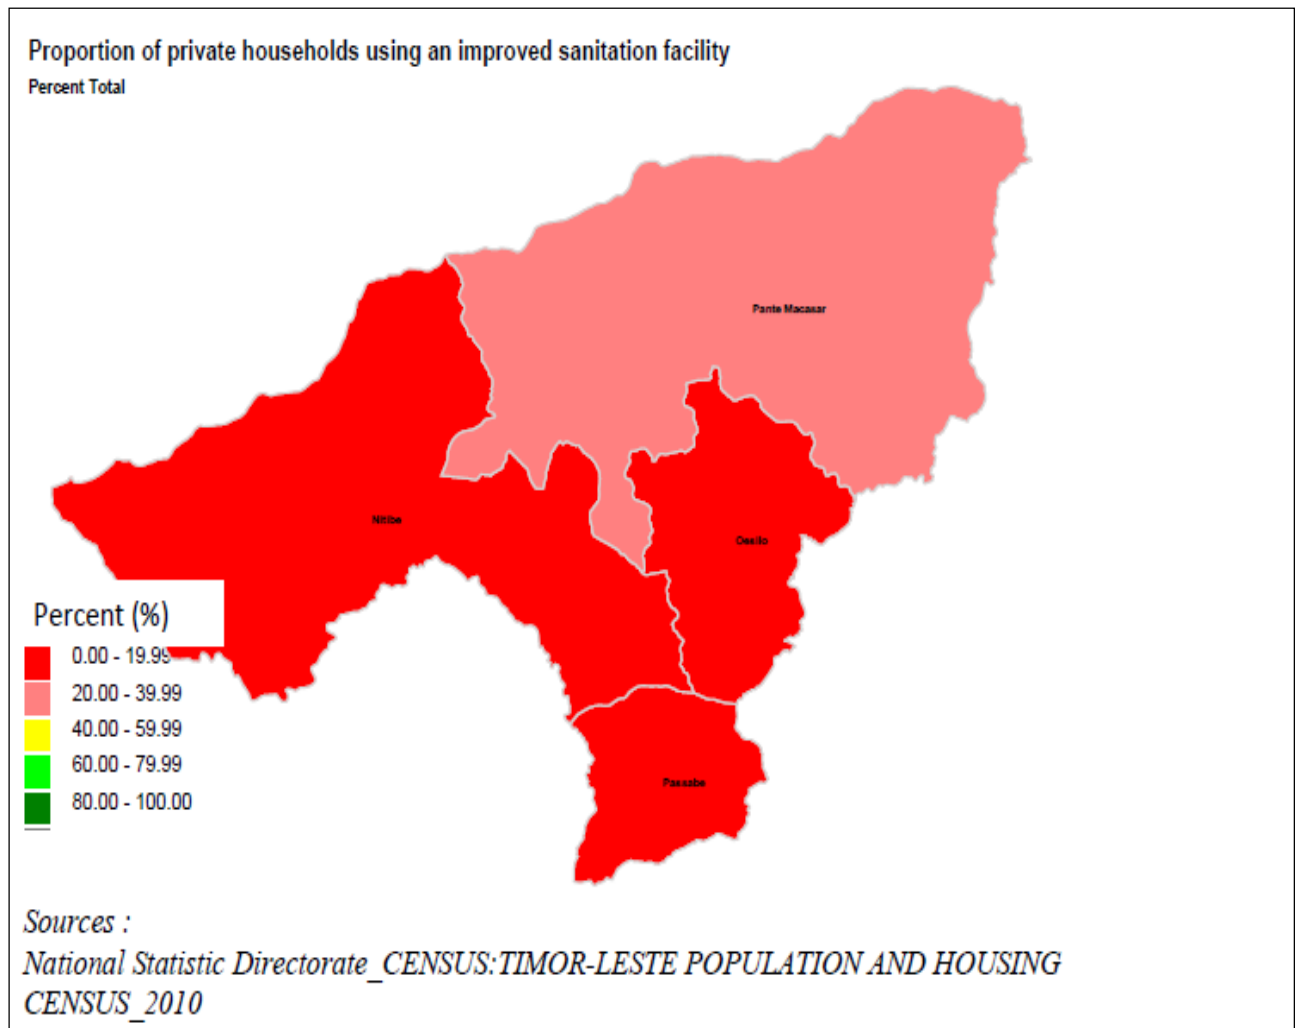 Proportion of private households using an improved sanitation facility
Percent Total
Pante Macasar
Nitibe
Oesilo
Passabe
Percent (%)
0.00 - 19.99
20.00 - 39.99
40.00 - 59.99
60.00 - 79.99
80.00 - 100.00
Sources :
National Statistic Directorate_CENSUS:TIMOR-LESTE POPULATION AND HOUSING
CENSUS_2010